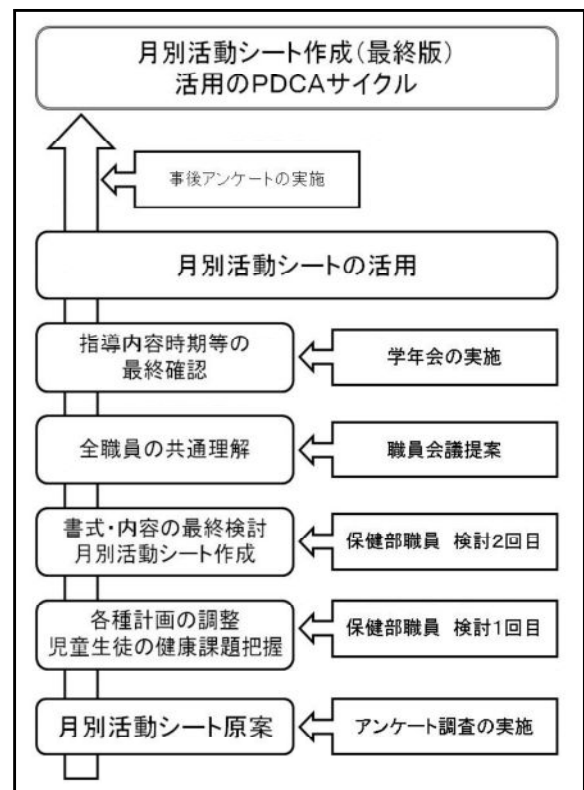 月別活動シート作成(最終版)
活用のPDCAサイクル
事後アンケートの実施
月別活動シートの活用
指導内容時期等の
最終確認
学年会の実施
全職員の共通理解
職員会議提案
書式・内容の最終検討
月別活動シート作成
保健部職員 検討2回目
各種計画の調整
児童生徒の健康課題把握
保健部職員 検討1回目
月別活動シート原案
アンケート調査の実施